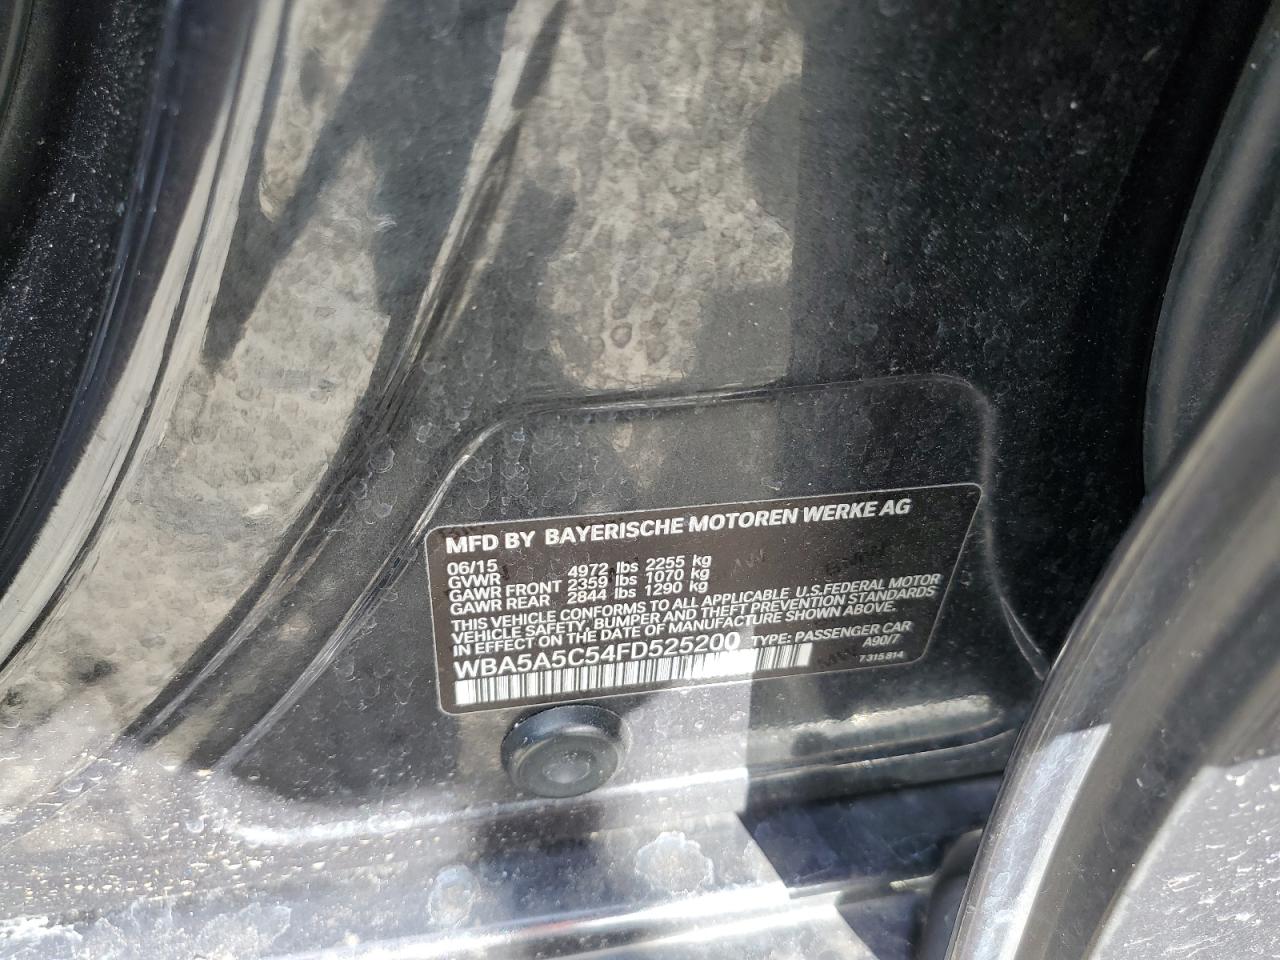 MFD BY BAYERISCHE MOTOREN WERKE AG
06/15
GVWR 4972 lbs 2255 kg
GAWR FRONT 2359 lbs 1070 kg
GAWR REAR 2844 lbs 1290 kg
THIS VEHICLE CONFORMS TO ALL APPLICABLE U.S.FEDERAL MOTOR
VEHICLE SAFETY, BUMPER AND THEFT PREVENTION STANDARDS
IN EFFECT ON THE DATE OF MANUFACTURE SHOWN ABOVE.
WBA5A5C54FD525200 TYPE: PASSENGER CAR
A90/7
7315814